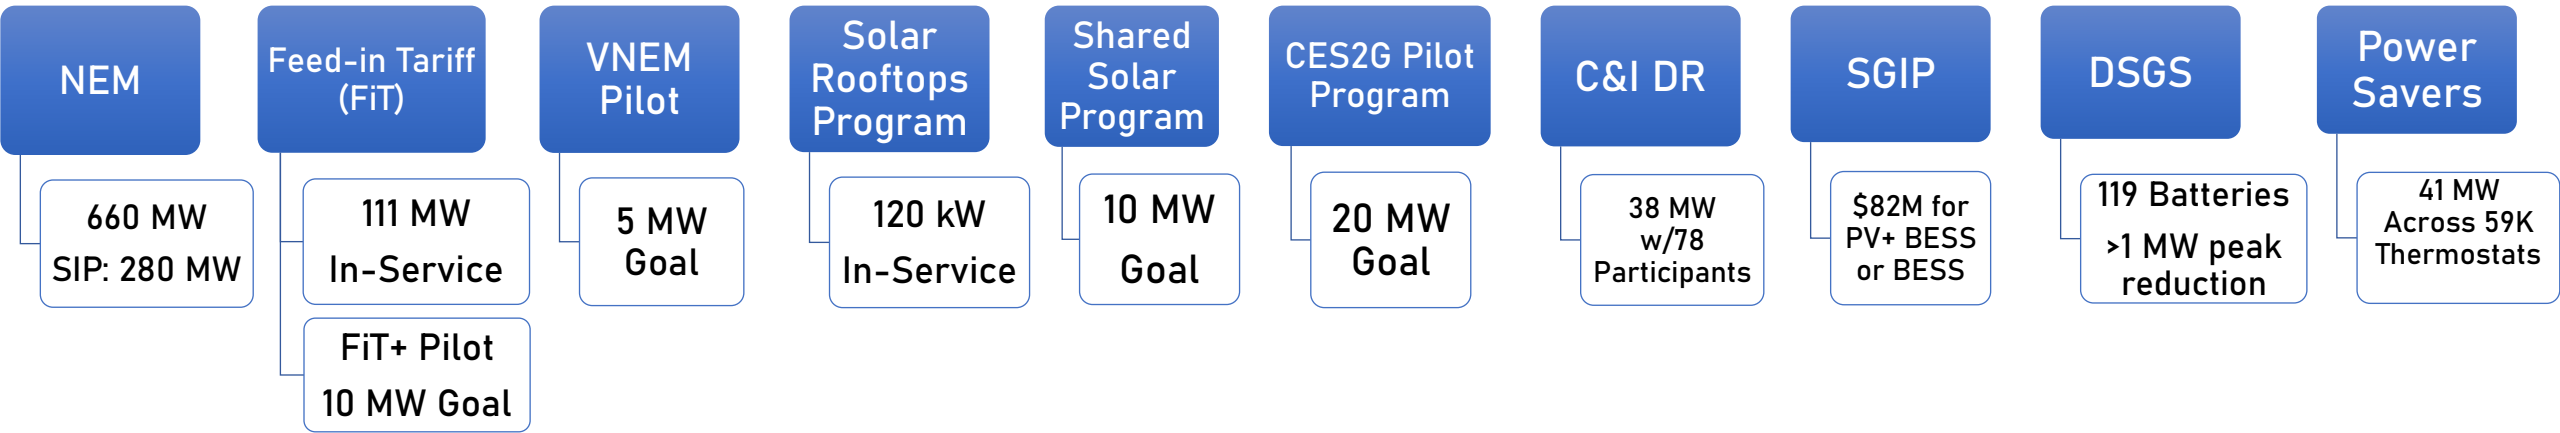 NEM
660 MW
SIP: 280 MW
Feed-in Tariff
(FiT)
111 MW
In-Service
FiT+ Pilot
10 MW Goal
VNEM
Pilot
5 MW
Goal
Solar
Rooftops
Program
120 kW
In-Service
Shared
Solar
Program
10 MW
Goal
CES2G Pilot
Program
20 MW
Goal
C&I DR
38 MW
w/78
Participants
SGIP
$82M for
PV+ BESS
or BESS
DSGS
119 Batteries
>1 MW peak
reduction
Power
Savers
41 MW
Across 59K
Thermostats